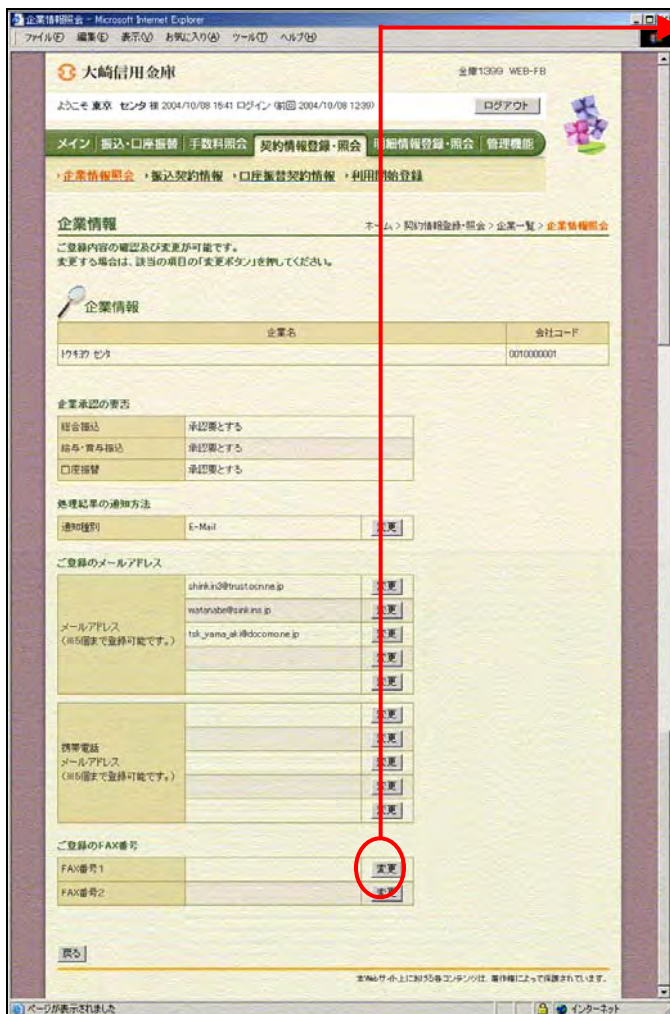 企業情報照会 - Microsoft Internet Explorer
ファイル(F) 編集(E) 表示(V) お気に入り(A) ツール(T) ヘルプ(H)
大崎信用金庫
金庫1399 WEB-FB
ようこそ 東京 センタ 様 2004/10/08 15:41 ログイン (前回 2004/10/08 12:39)
ログアウト
メイン 振込・口座振替 手数料照会 契約情報登録・照会 明細情報登録・照会 管理機能
企業情報照会 振込契約情報 口座振替契約情報 利用開始登録
企業情報
ホーム > 契約情報登録・照会 > 企業一覧 > 企業情報照会
ご登録内容の確認及び変更が可能です。
変更する場合は、該当の項目の「変更ボタン」を押してください。
企業情報
企業名 会社コード
トウキヨウ センタ 0010000001
企業承認の要否
総合振込 承認要とする
給与・賞与振込 承認要とする
口座振替 承認要とする
処理結果の通知方法
通知種別 E-Mail 変更
ご登録のメールアドレス
メールアドレス
(※5個まで登録可能です。)
shinkin3@trust.ocn.ne.jp 変更
watanabe@sinkins.jp 変更
tsk_yama_aki@docomo.ne.jp 変更
変更
変更
携帯電話
メールアドレス
(※5個まで登録可能です。)
変更
変更
変更
変更
変更
ご登録のFAX番号
FAX番号1 変更
FAX番号2 変更
戻る
本Webサイト上における各コンテンツは、著作権によって保護されています。
ページが表示されました
インターネット